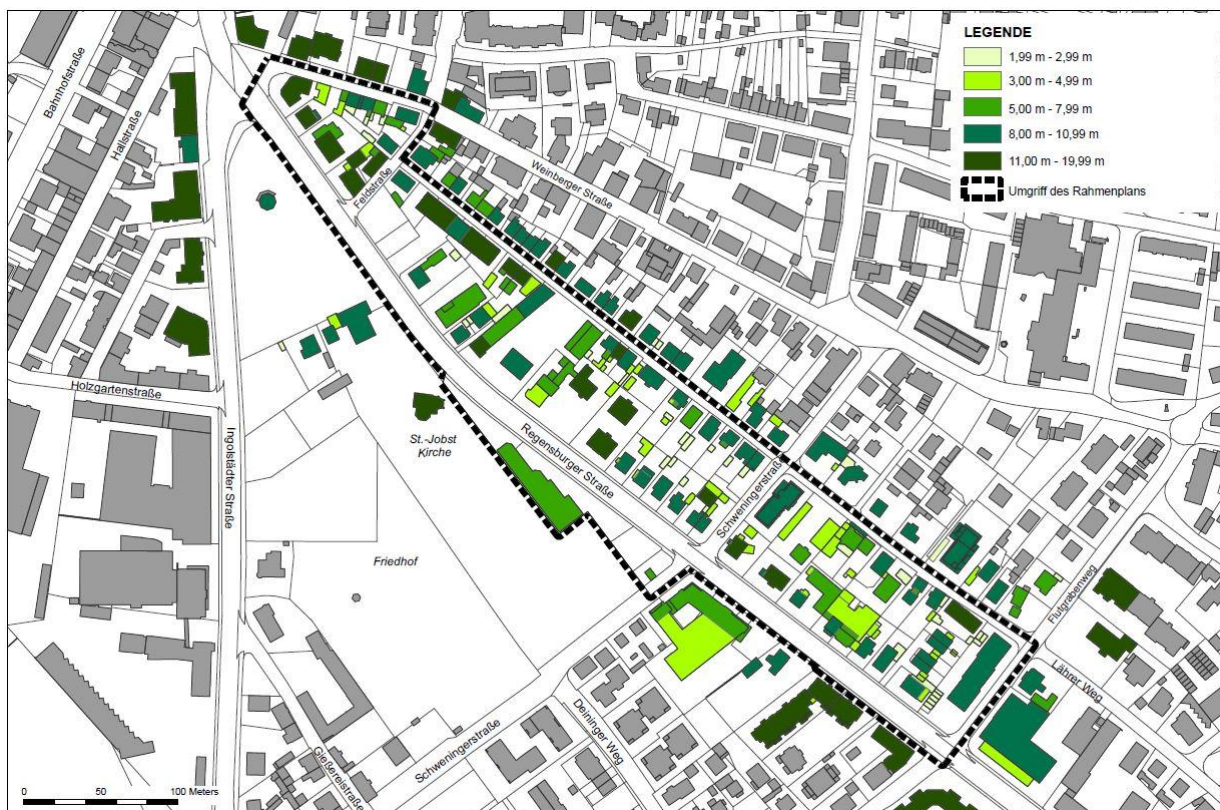 LEGENDE
1,99 m - 2,99 m
3,00 m - 4,99 m
5,00 m - 7,99 m
8,00 m - 10,99 m
11,00 m - 19,99 m
Umgriff des Rahmenplans
Bahnhofstraße
Hallstraße
Feldstraße
Weinberger Straße
Holzgartenstraße
Ingolstädter Straße
St.-Jobst
Kirche
Regensburger Straße
Schweningerstraße
Friedhof
Flutgrabenweg
Lährer Weg
Deininger Weg
Schweningerstraße
Gießereistraße
0 50 100 Meters